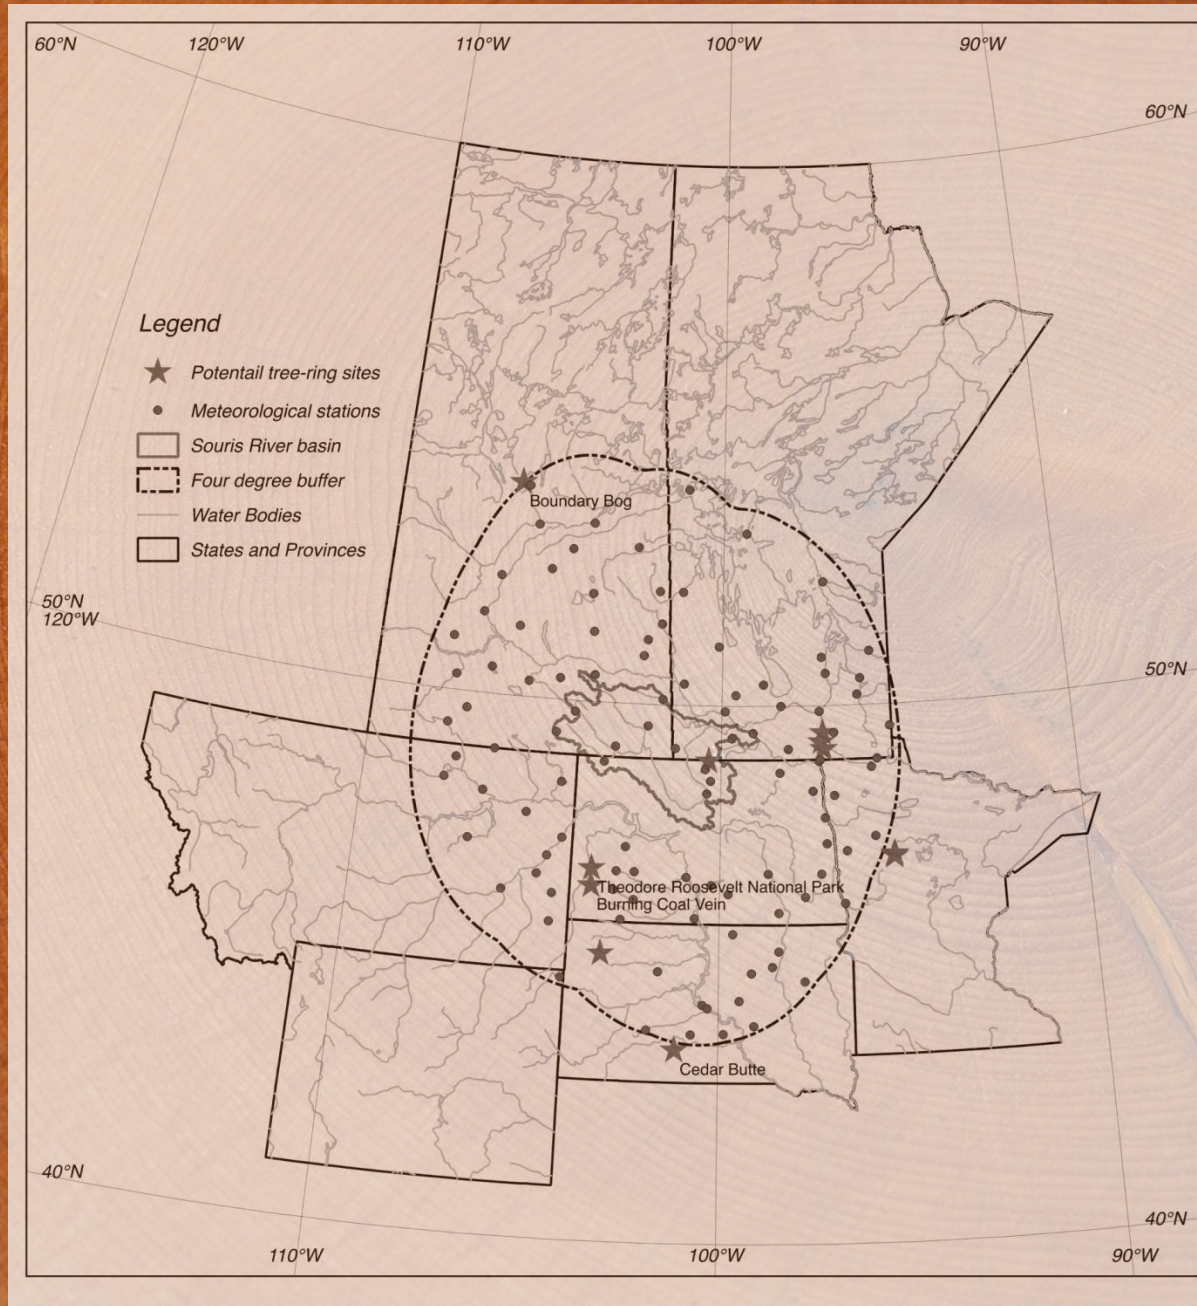 60°N
120°W
110°W
100°W
90°W
60°N
Legend
Potentail tree-ring sites
Meteorological stations
Souris River basin
Four degree buffer
Water Bodies
States and Provinces
Boundary Bog
50°N
120°W
50°N
Theodore Roosevelt National Park
Burning Coal Vein
Cedar Butte
40°N
40°N
110°W
100°W
90°W